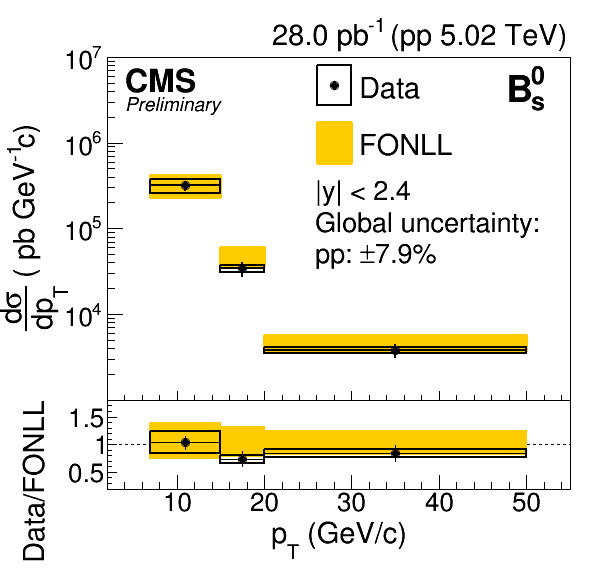 28.0 pb⁻¹ (pp 5.02 TeV)
CMS
Preliminary
Data
B⁰ₛ
FONLL
|y| < 2.4
Global uncertainty:
pp: ±7.9%
dσ/dp_T ( pb GeV⁻¹c)
10⁷
10⁶
10⁵
10⁴
Data/FONLL
1.5
1
0.5
10 20 30 40 50
p_T (GeV/c)